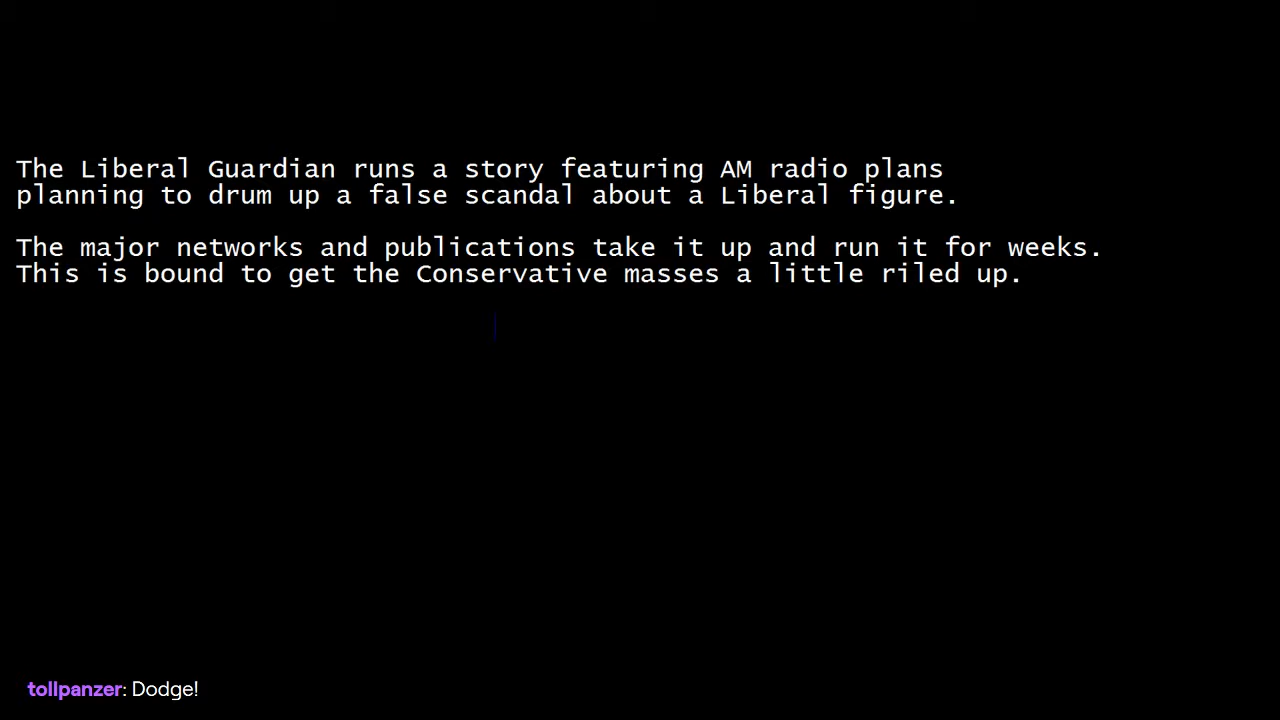 The Liberal Guardian runs a story featuring AM radio plans
planning to drum up a false scandal about a Liberal figure.
The major networks and publications take it up and run it for weeks.
This is bound to get the Conservative masses a little riled up.
tollpanzer: Dodge!